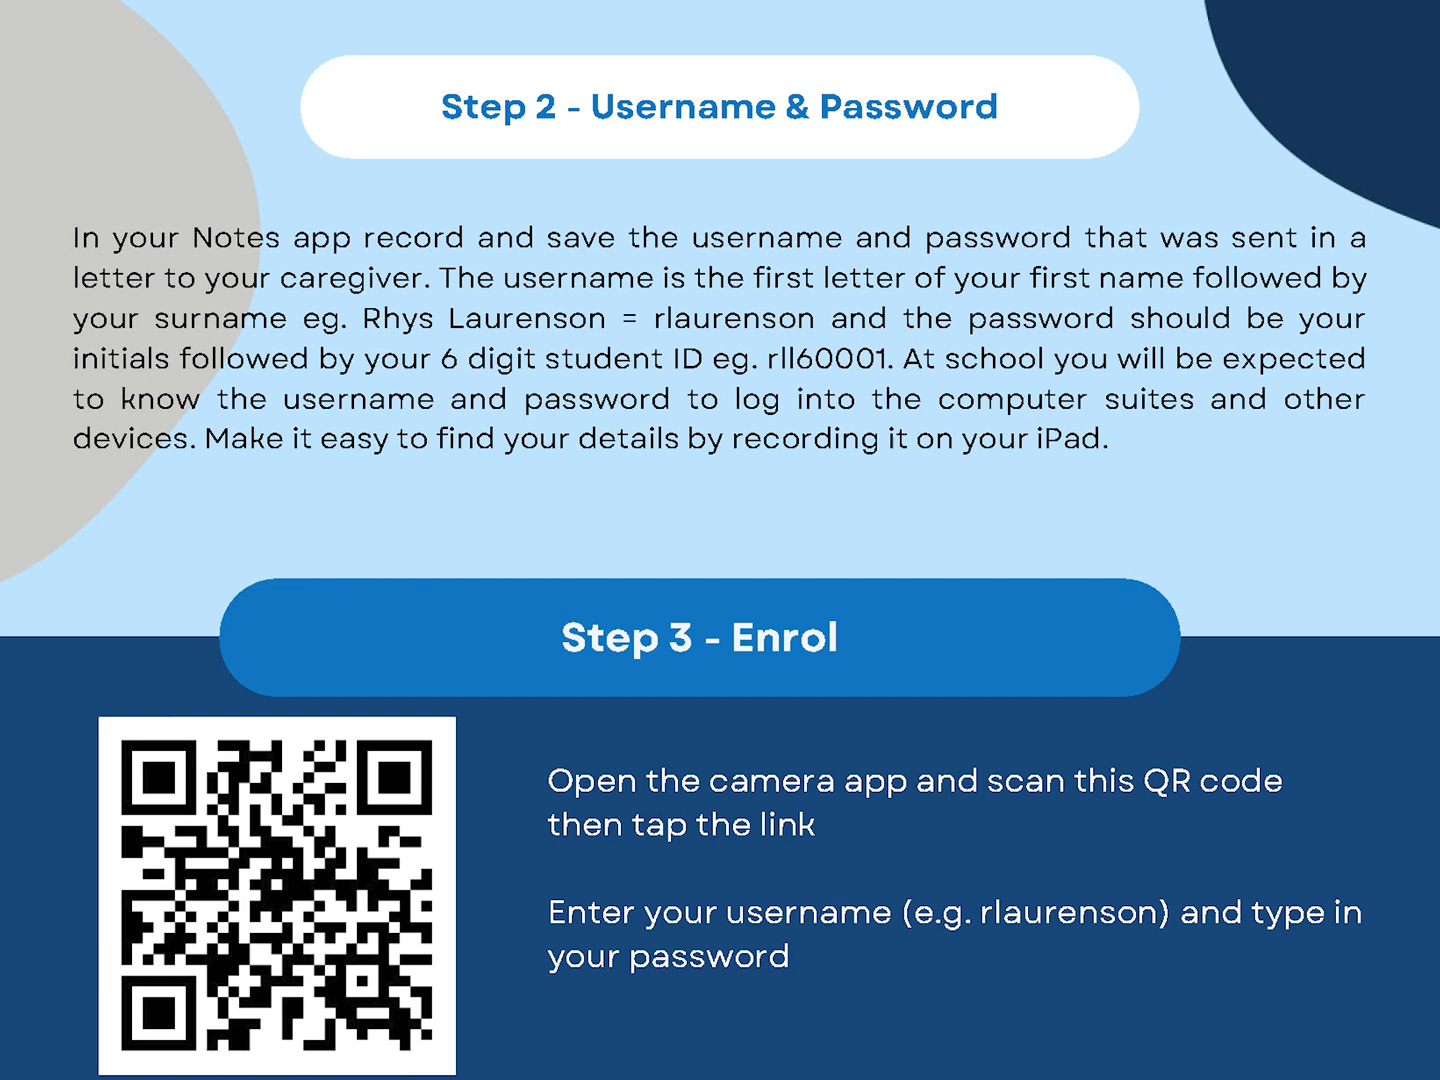 Step 2 - Username & Password
In your Notes app record and save the username and password that was sent in a
letter to your caregiver. The username is the first letter of your first name followed by
your surname eg. Rhys Laurenson = rlaurenson and the password should be your
initials followed by your 6 digit student ID eg. rll60001. At school you will be expected
to know the username and password to log into the computer suites and other
devices. Make it easy to find your details by recording it on your iPad.
Step 3 - Enrol
Open the camera app and scan this QR code
then tap the link
Enter your username (e.g. rlaurenson) and type in
your password